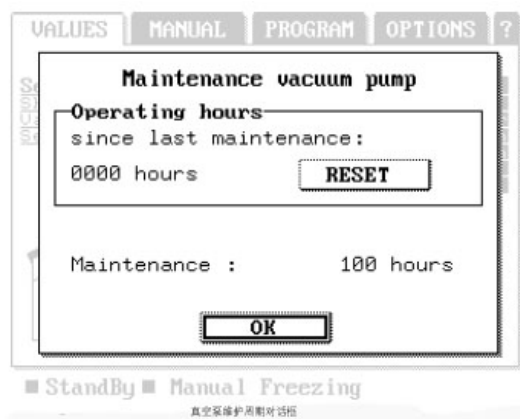 VALUES MANUAL PROGRAM OPTIONS ?
Maintenance vacuum pump
Operating hours
since last maintenance:
0000 hours RESET
Maintenance : 100 hours
OK
StandBy Manual Freezing
真空泵维护周期对话框